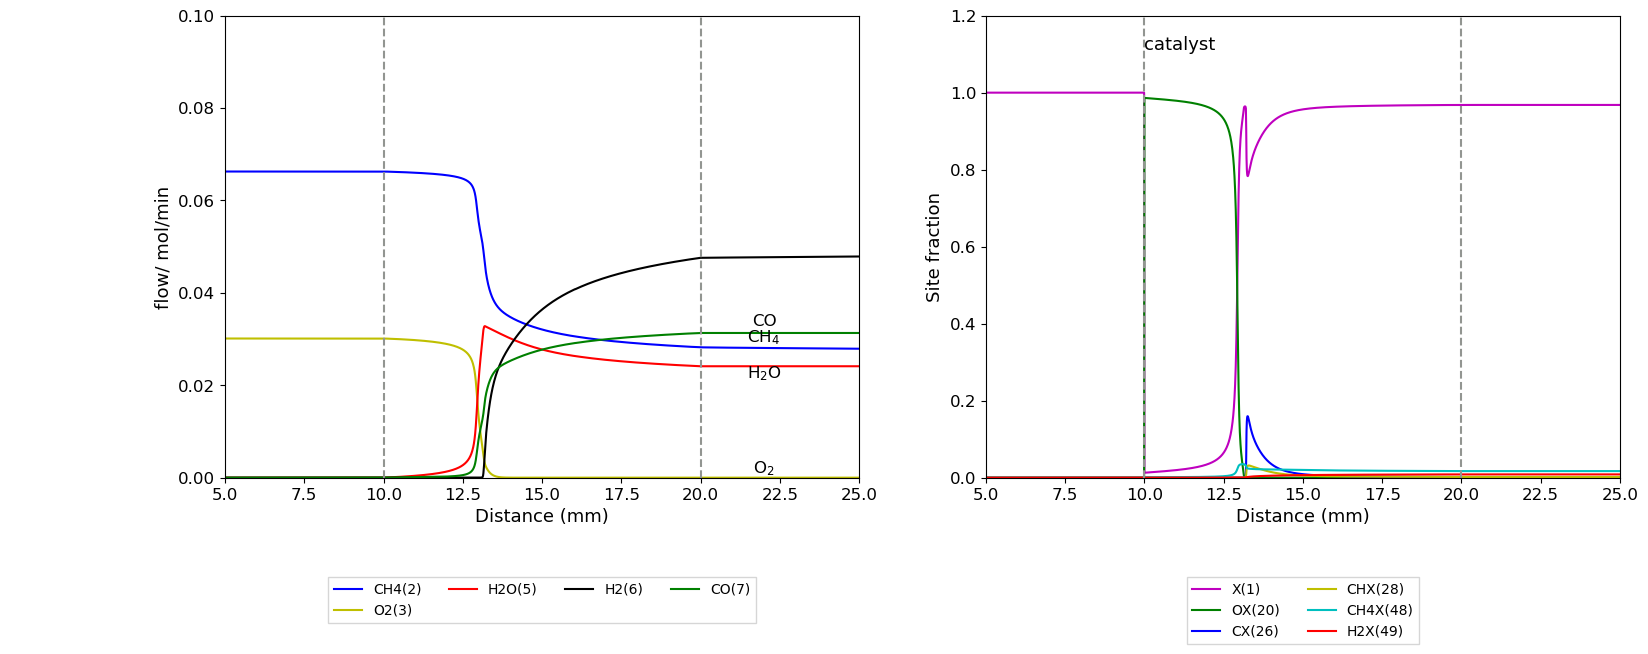 0.10
0.08
0.06
0.04
0.02
0.00
flow/ mol/min
CO
CH4
H2O
O2
5.0 7.5 10.0 12.5 15.0 17.5 20.0 22.5 25.0
Distance (mm)
CH4(2) H2O(5) H2(6) CO(7)
O2(3)
1.2
1.0
0.8
0.6
0.4
0.2
0.0
Site fraction
catalyst
5.0 7.5 10.0 12.5 15.0 17.5 20.0 22.5 25.0
Distance (mm)
X(1) CHX(28)
OX(20) CH4X(48)
CX(26) H2X(49)